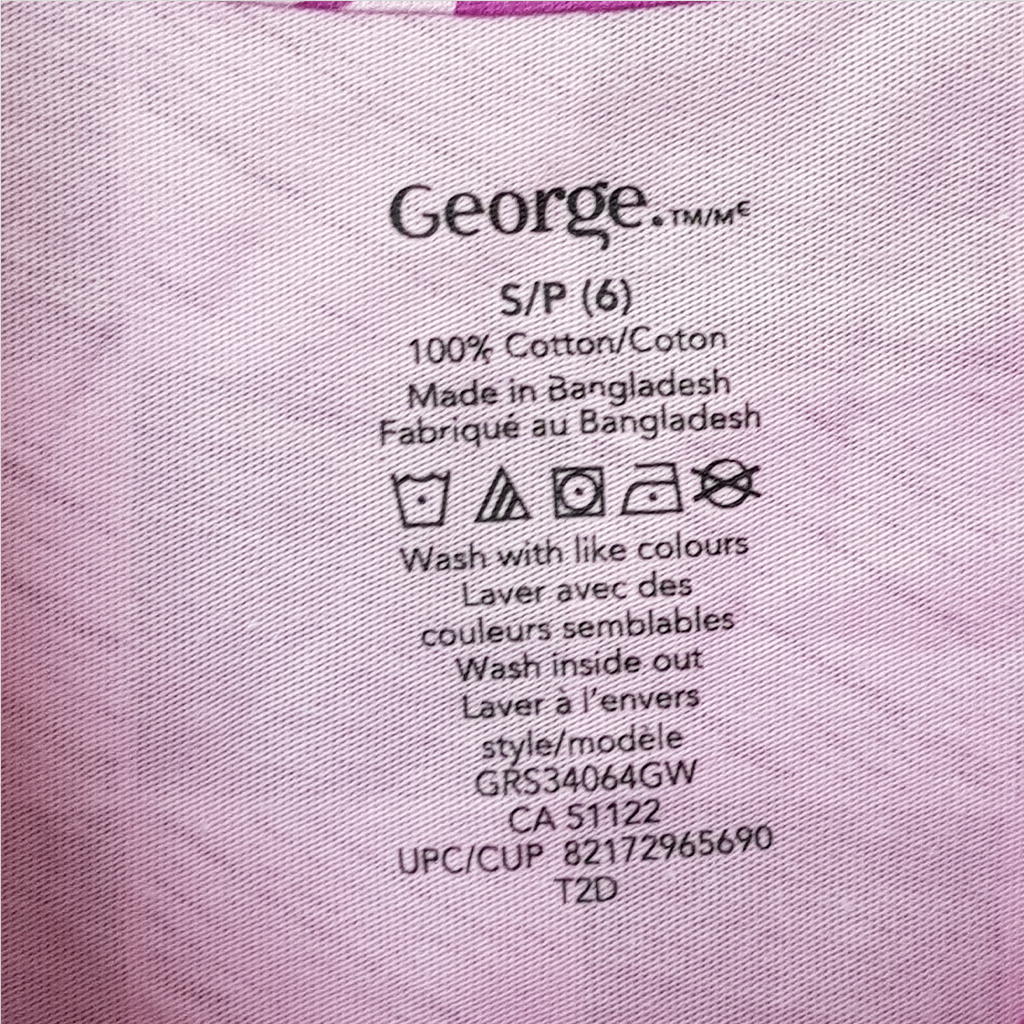 George.TM/MC
S/P (6)
100% Cotton/Coton
Made in Bangladesh
Fabriqué au Bangladesh
Wash with like colours
Laver avec des
couleurs semblables
Wash inside out
Laver à l'envers
style/modèle
GRS34064GW
CA 51122
UPC/CUP 82172965690
T2D